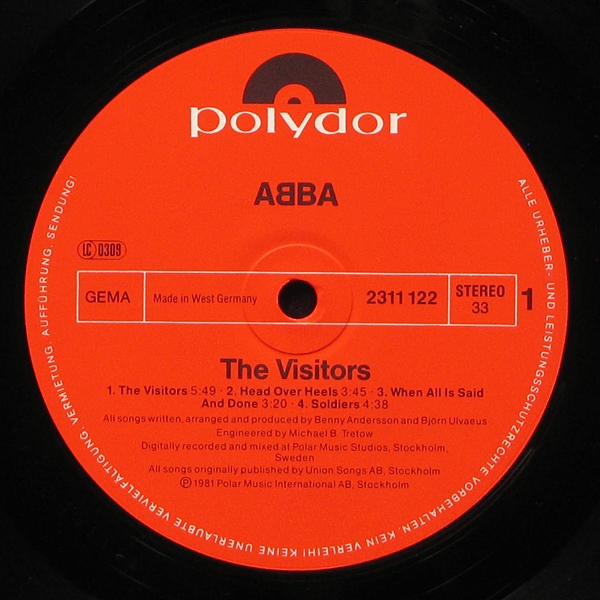 polydor
ABBA
LC 0309
GEMA
Made in West Germany
2311 122
STEREO
33
1
The Visitors
1. The Visitors 5:49 · 2. Head Over Heels 3:45 · 3. When All Is Said
And Done 3:20 · 4. Soldiers 4:38
All songs written, arranged and produced by Benny Andersson and Björn Ulvaeus
Engineered by Michael B. Tretow
Digitally recorded and mixed at Polar Music Studios, Stockholm,
Sweden
All songs originally published by Union Songs AB, Stockholm
℗ 1981 Polar Music International AB, Stockholm
ALLE URHEBER- UND LEISTUNGSSCHUTZRECHTE VORBEHALTEN. KEIN VERLEIH! KEINE UNERLAUBTE VERVIELFÄLTIGUNG, VERMIETUNG, AUFFÜHRUNG, SENDUNG!